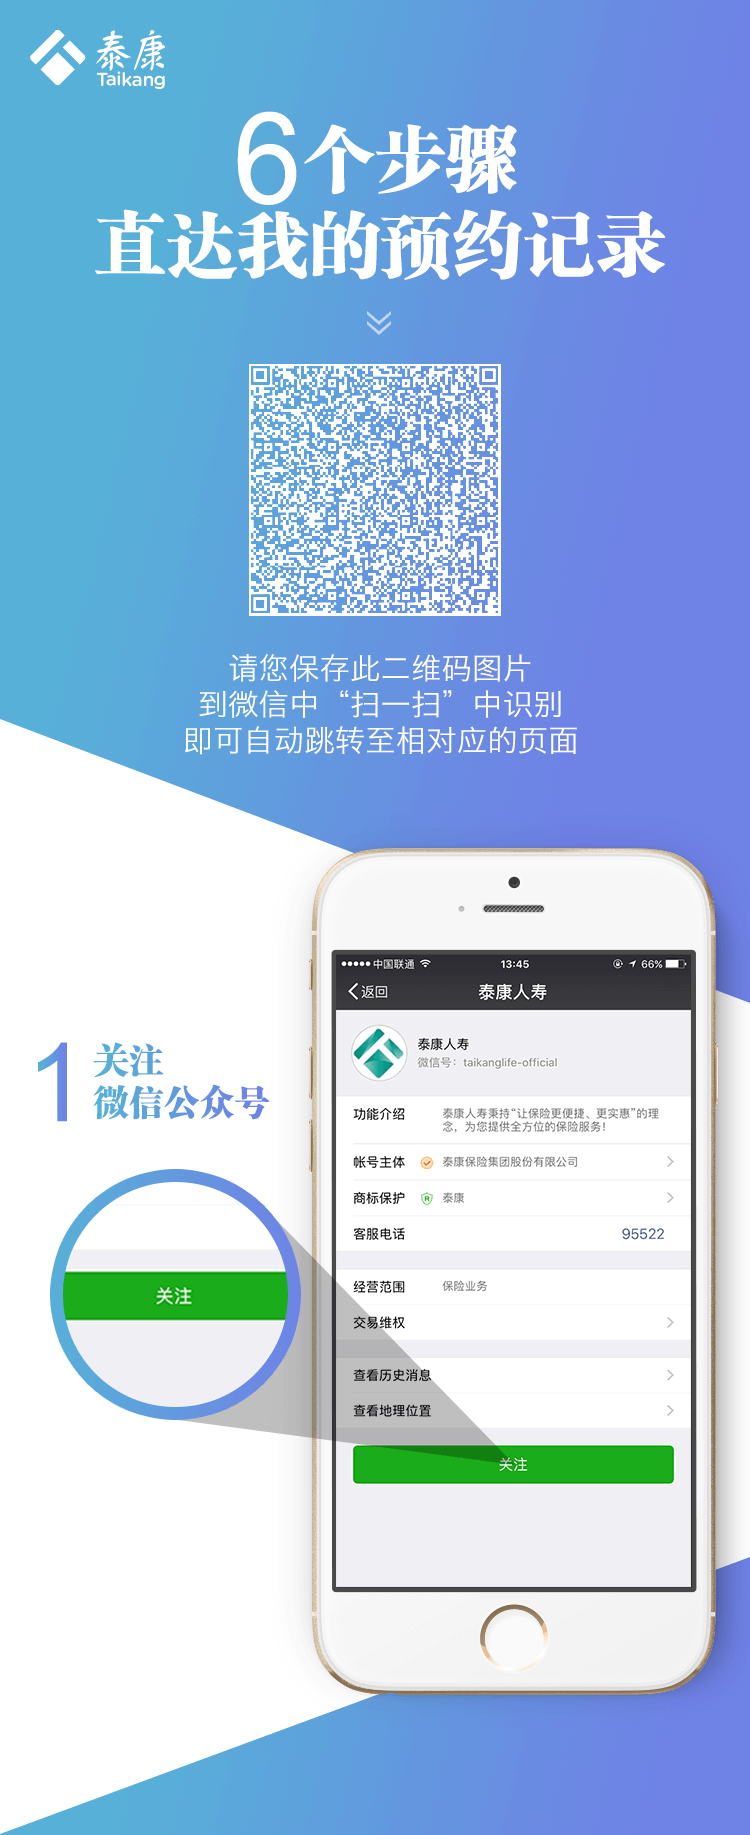 泰康
Taikang
6个步骤
直达我的预约记录
请您保存此二维码图片
到微信中“扫一扫”中识别
即可自动跳转至相对应的页面
中国联通
13:45
66%
返回
泰康人寿
泰康人寿
微信号：taikanglife-official
功能介绍
泰康人寿秉持“让保险更便捷、更实惠”的理
念，为您提供全方位的保险服务！
帐号主体
泰康保险集团股份有限公司
商标保护
R
泰康
客服电话
95522
经营范围
保险业务
交易维权
查看历史消息
查看地理位置
关注
1
关注
微信公众号
关注